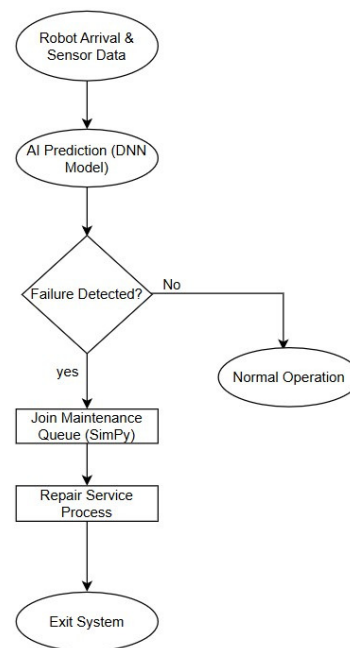 Robot Arrival &
Sensor Data
AI Prediction (DNN
Model)
Failure Detected?
No
Normal Operation
yes
Join Maintenance
Queue (SimPy)
Repair Service
Process
Exit System